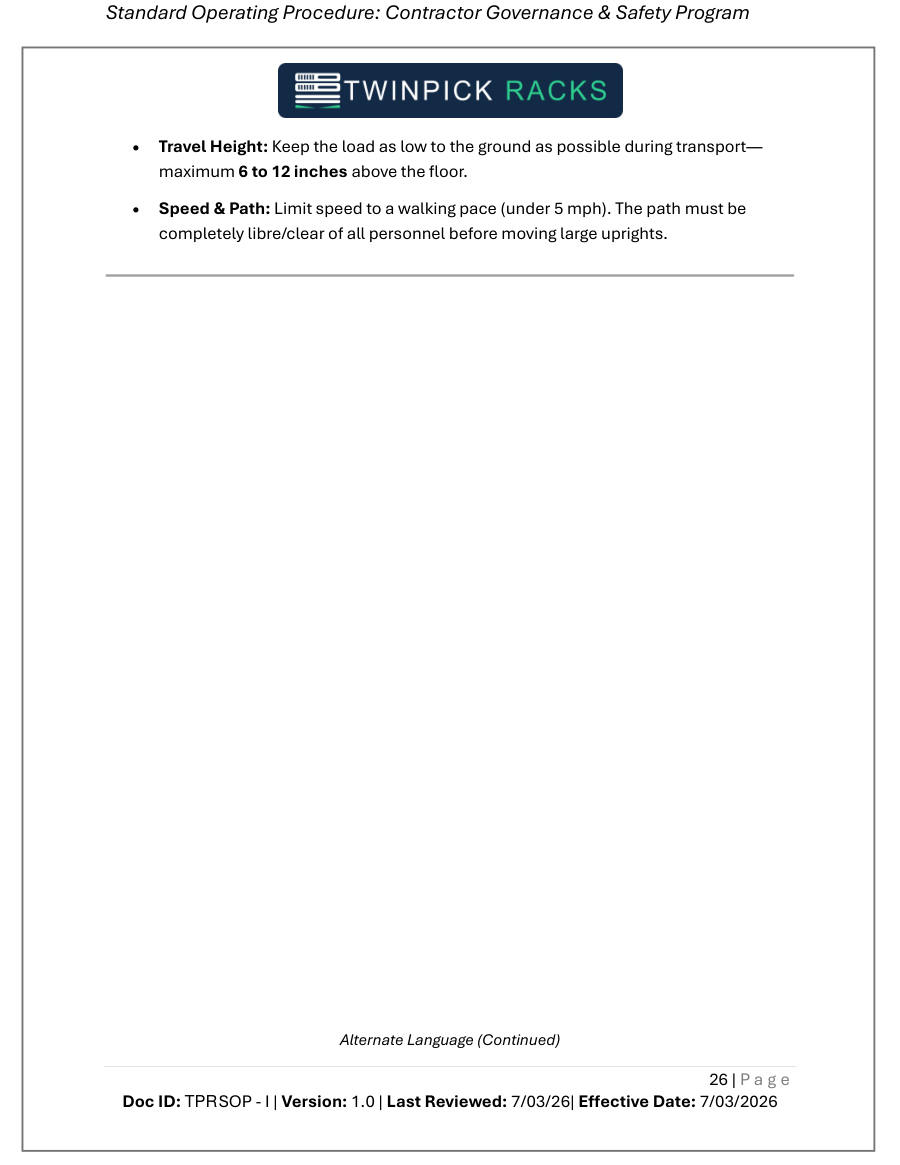 Standard Operating Procedure: Contractor Governance & Safety Program
TWINPICK RACKS
• Travel Height: Keep the load as low to the ground as possible during transport—
maximum 6 to 12 inches above the floor.
• Speed & Path: Limit speed to a walking pace (under 5 mph). The path must be
completely libre/clear of all personnel before moving large uprights.
Alternate Language (Continued)
26 | Page
Doc ID: TPRSOP - I | Version: 1.0 | Last Reviewed: 7/03/26| Effective Date: 7/03/2026